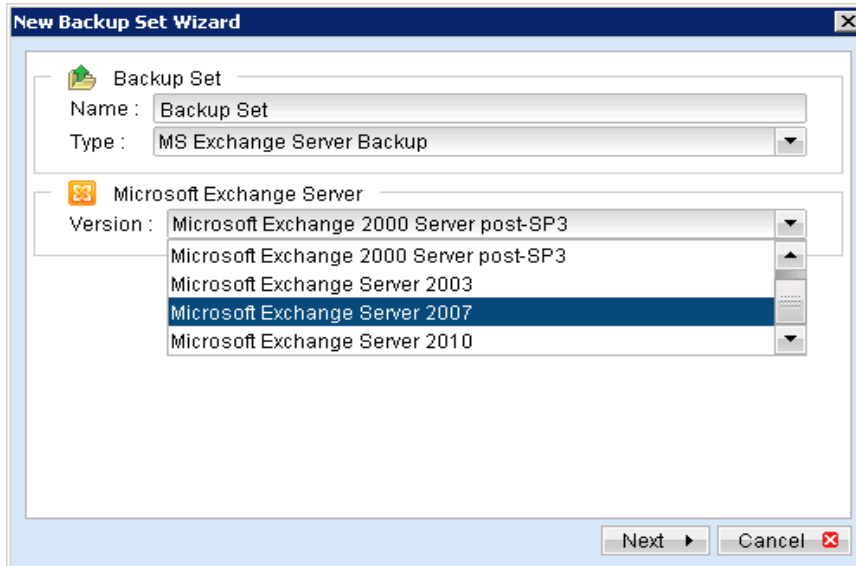 New Backup Set Wizard
Backup Set
Name : Backup Set
Type : MS Exchange Server Backup
Microsoft Exchange Server
Version : Microsoft Exchange 2000 Server post-SP3
Microsoft Exchange 2000 Server post-SP3
Microsoft Exchange Server 2003
Microsoft Exchange Server 2007
Microsoft Exchange Server 2010
Next Cancel